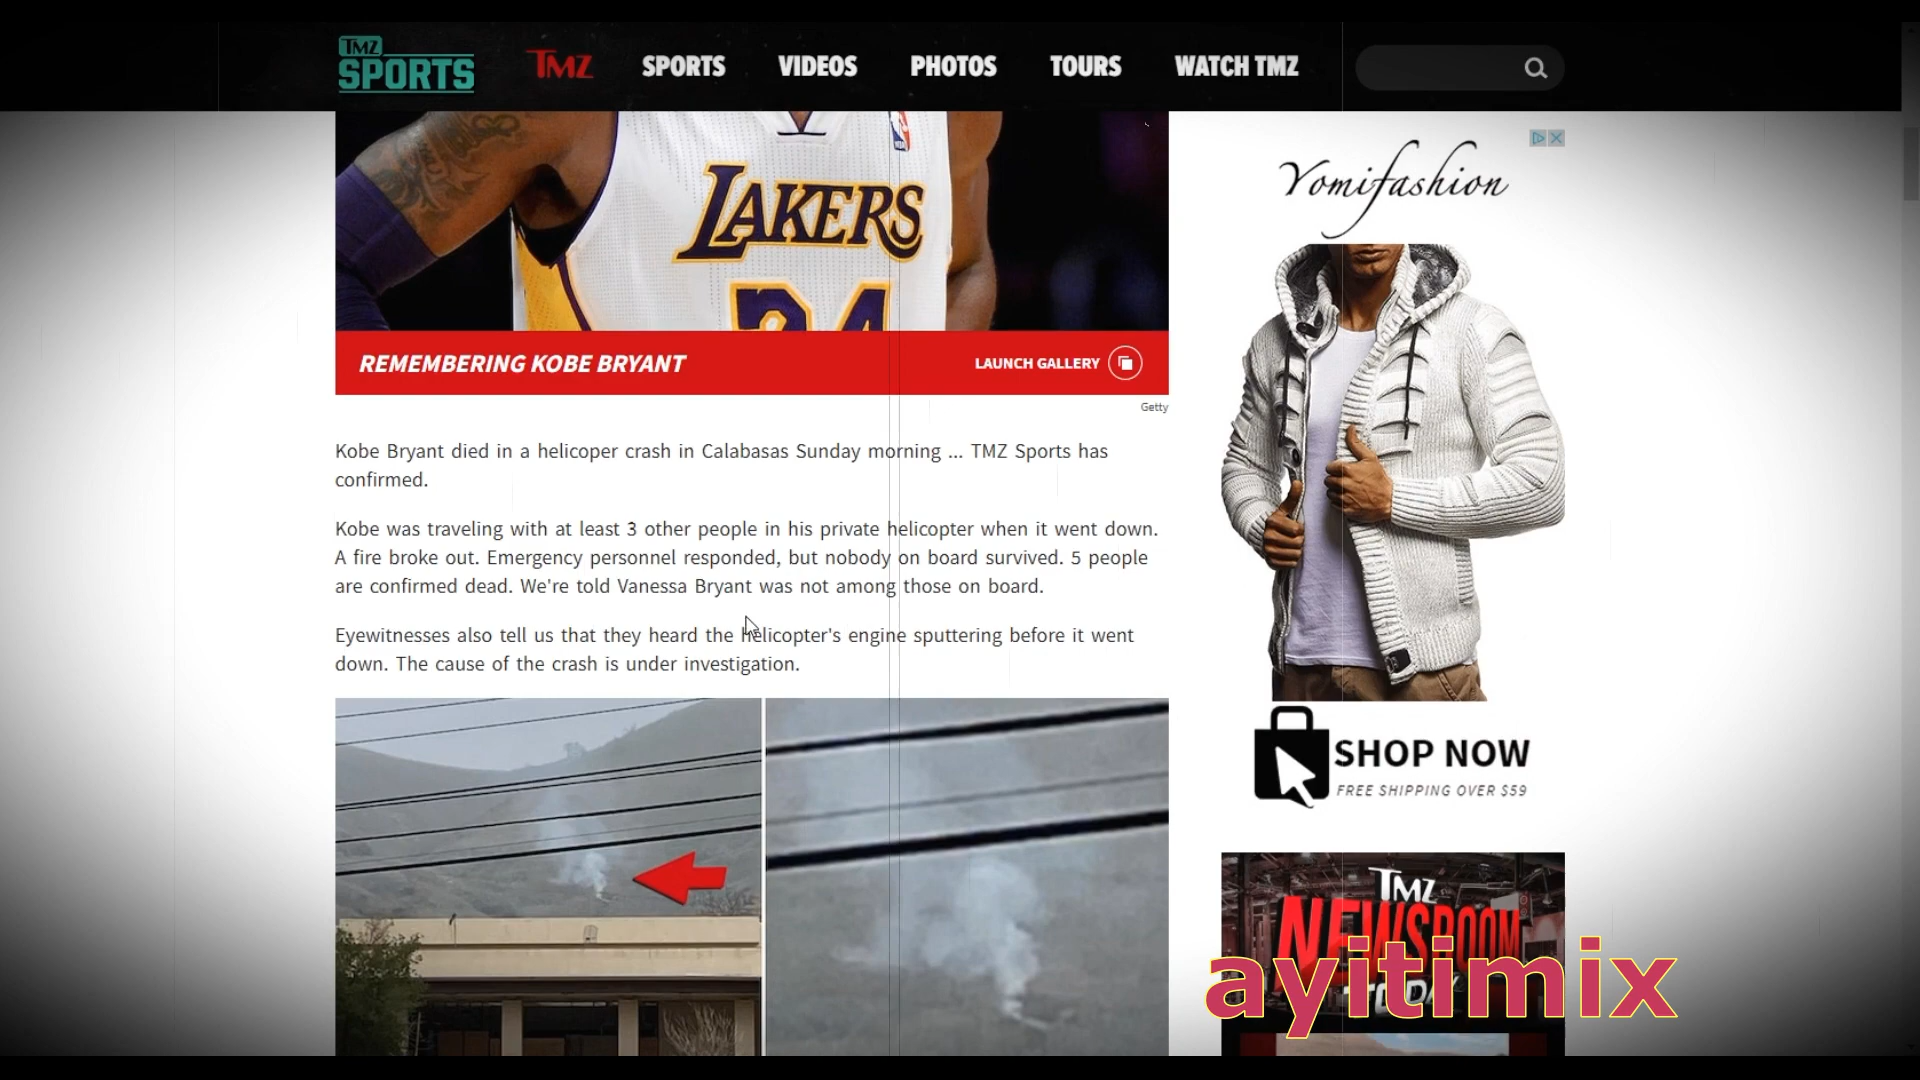 TMZ SPORTS
TMZ
SPORTS
VIDEOS
PHOTOS
TOURS
WATCH TMZ
LAKERS
24
REMEMBERING KOBE BRYANT
LAUNCH GALLERY
Getty
Kobe Bryant died in a helicoper crash in Calabasas Sunday morning ... TMZ Sports has
confirmed.
Kobe was traveling with at least 3 other people in his private helicopter when it went down.
A fire broke out. Emergency personnel responded, but nobody on board survived. 5 people
are confirmed dead. We're told Vanessa Bryant was not among those on board.
Eyewitnesses also tell us that they heard the helicopter's engine sputtering before it went
down. The cause of the crash is under investigation.
Yomifashion
SHOP NOW
FREE SHIPPING OVER $59
TMZ
NEWSROOM
TODAY
ayitimix